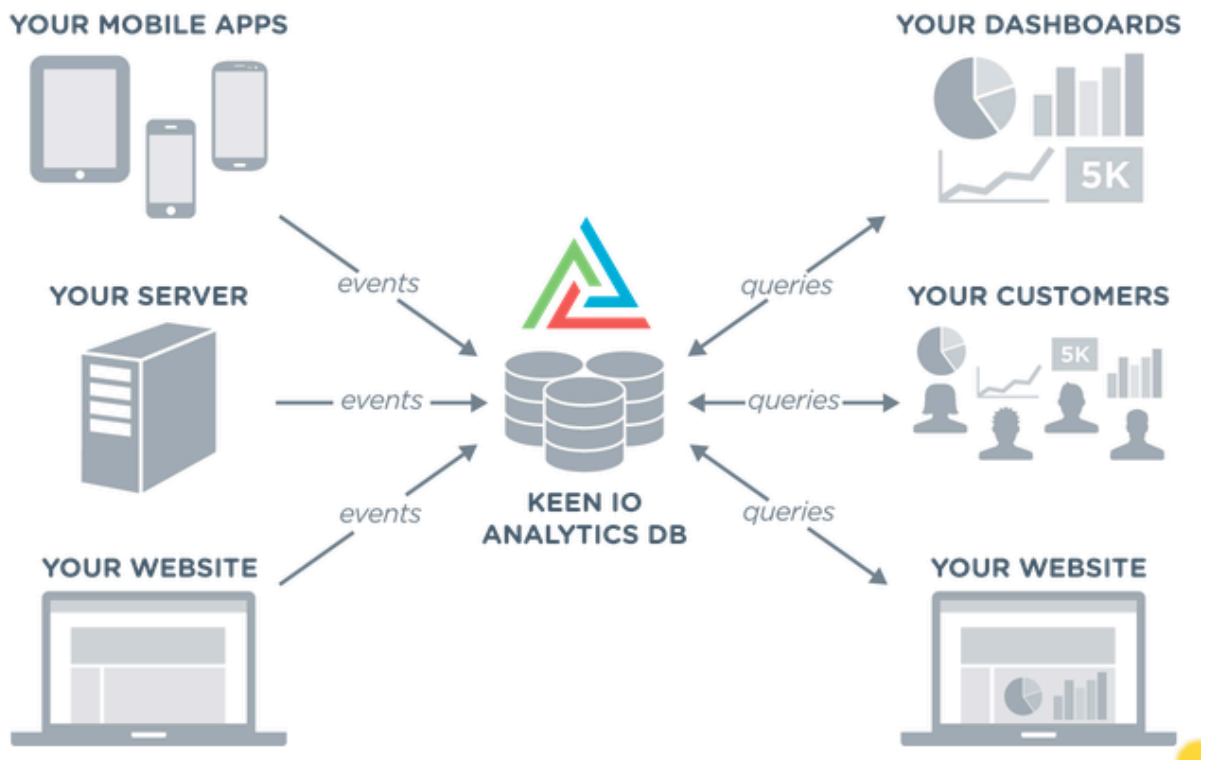 YOUR MOBILE APPS
YOUR DASHBOARDS
5K
events
queries
YOUR SERVER
YOUR CUSTOMERS
5K
events
queries
KEEN IO
ANALYTICS DB
events
queries
YOUR WEBSITE
YOUR WEBSITE